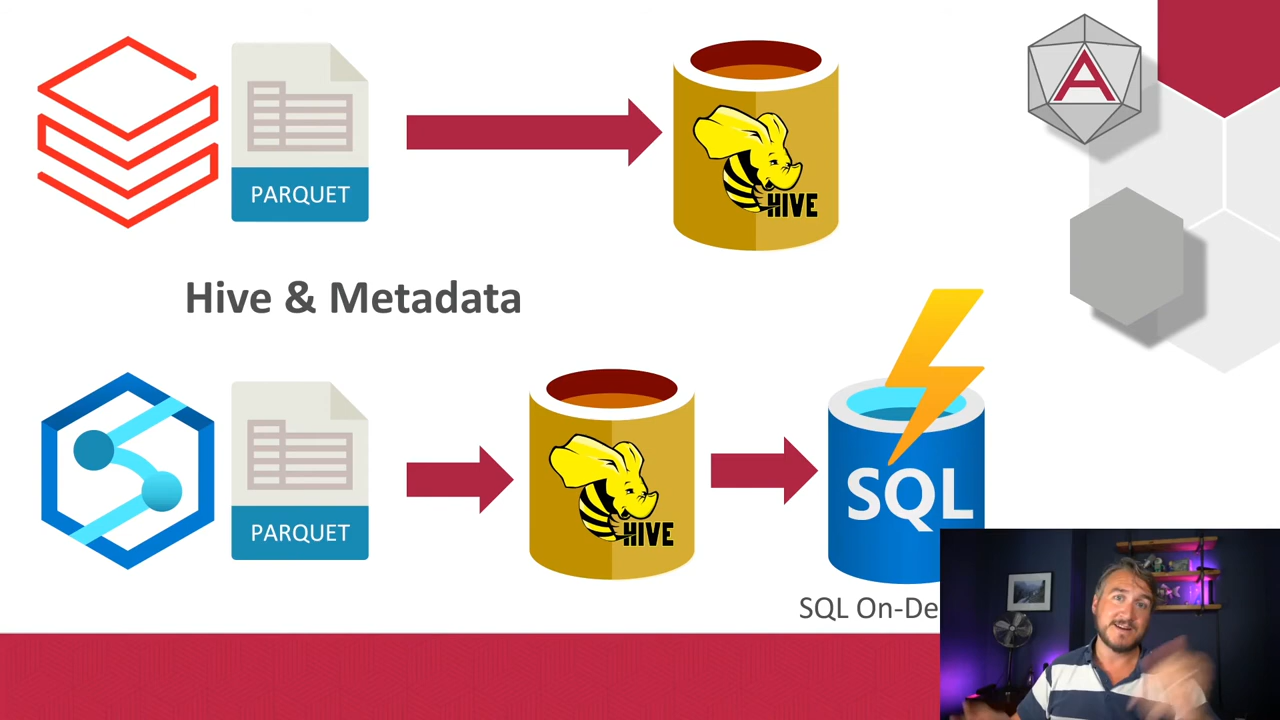 A
PARQUET
HIVE
Hive & Metadata
PARQUET
HIVE
SQL
SQL On-De